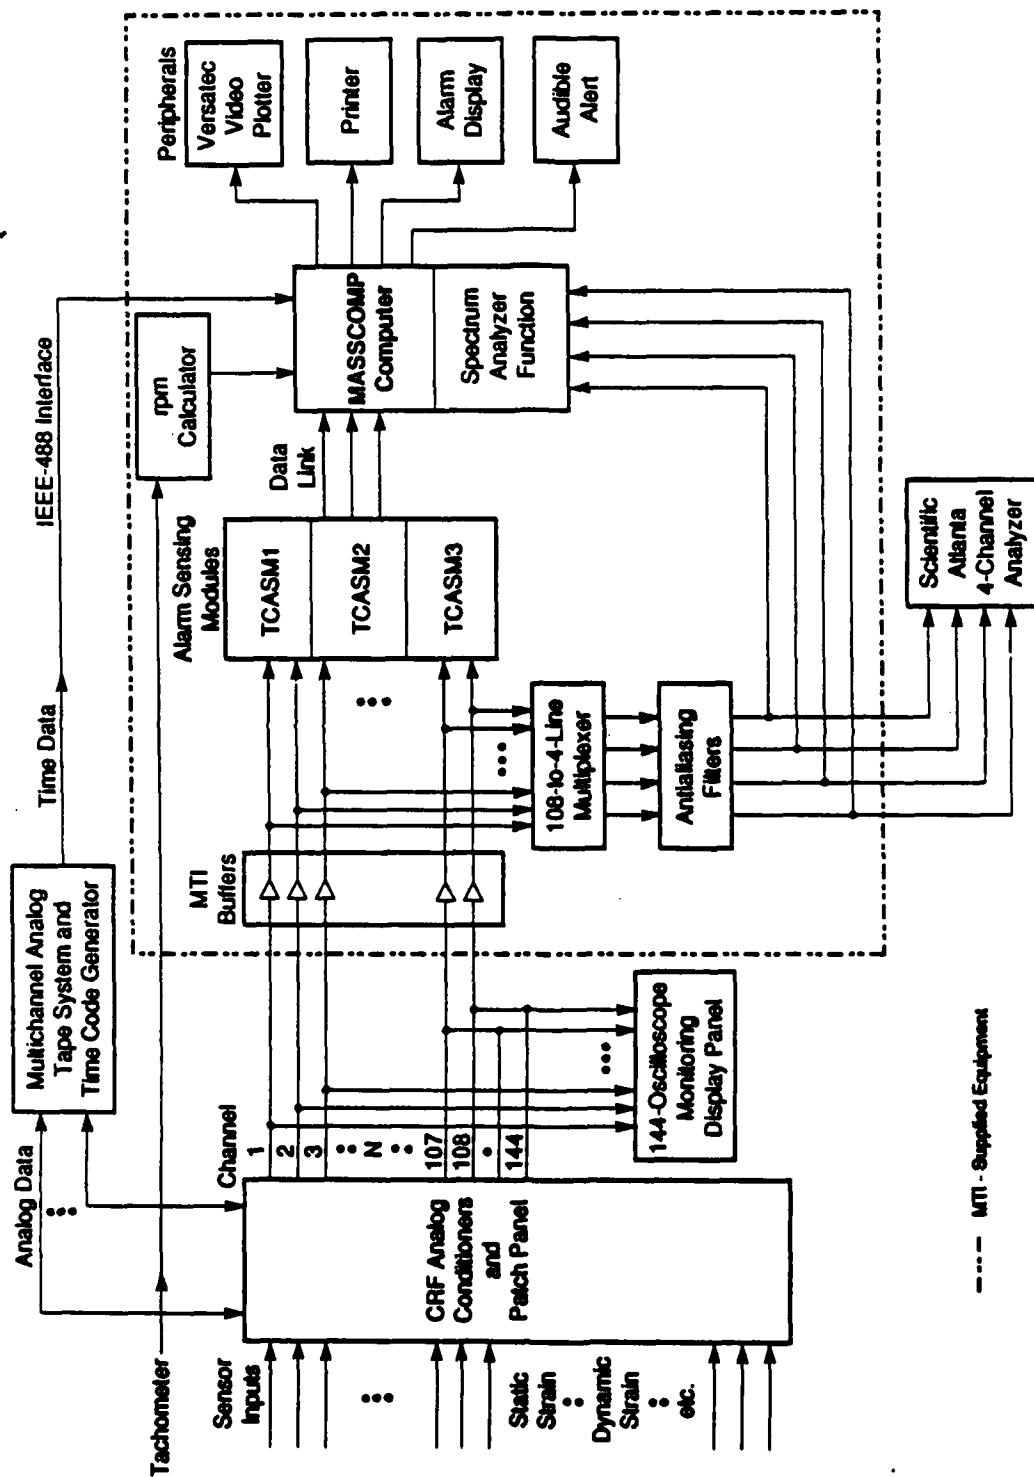 Tachometer
Sensor
Inputs
Static
Strain
Dynamic
Strain
etc.
Analog Data
CRF Analog
Conditioners
and
Patch Panel
Channel
1
2
3
N
107
108
144
Multichannel Analog
Tape System and
Time Code Generator
Time Data
IEEE-488 Interface
144-Oscilloscope
Monitoring
Display Panel
MTI
Buffers
108-to-4-Line
Multiplexer
Antialiasing
Filters
Alarm Sensing
Modules
TCASM1
TCASM2
TCASM3
Data
Link
rpm
Calculator
MASSCOMP
Computer
Spectrum
Analyzer
Function
Scientific
Atlanta
4-Channel
Analyzer
Peripherals
Versatec
Video
Plotter
Printer
Alarm
Display
Audible
Alert
MTI - Supplied Equipment